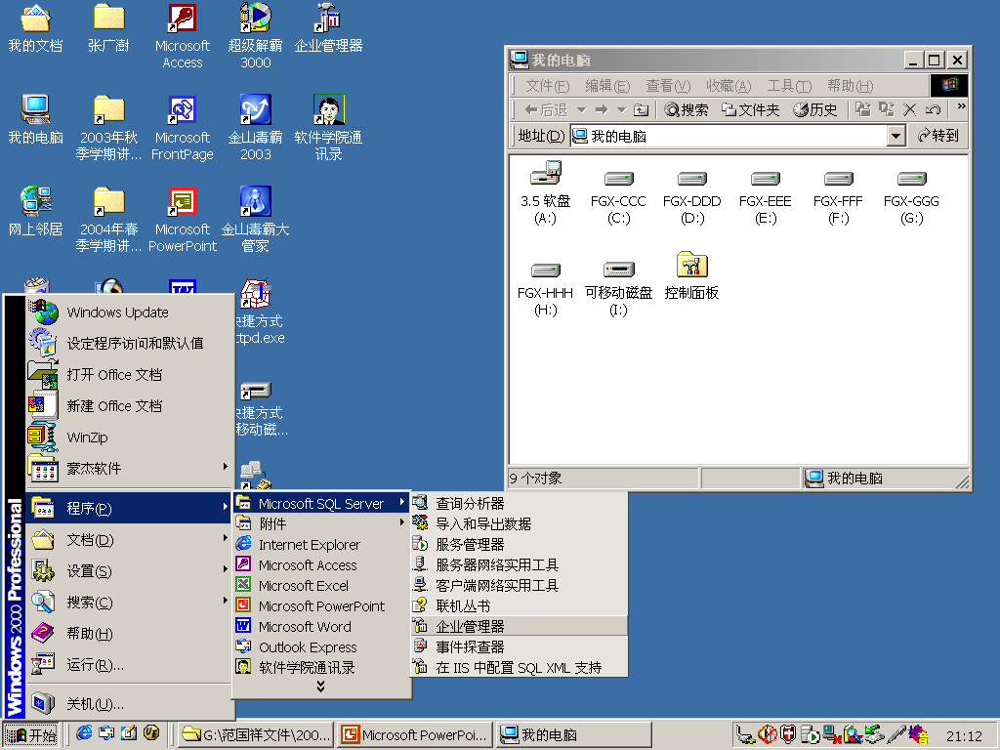 我的文档
张广澍
Microsoft
Access
超级解霸
3000
企业管理器
我的电脑
2003年秋
季学期讲...
Microsoft
FrontPage
金山毒霸
2003
软件学院通
讯录
网上邻居
2004年春
季学期讲...
Microsoft
PowerPoint
金山毒霸大
管家
快捷方式
tpd.exe
快捷方式
移动磁...
我的电脑
文件(F)
编辑(E)
查看(V)
收藏(A)
工具(T)
帮助(H)
后退
搜索
文件夹
历史
地址(D)
我的电脑
转到
3.5 软盘
(A:)
FGX-CCC
(C:)
FGX-DDD
(D:)
FGX-EEE
(E:)
FGX-FFF
(F:)
FGX-GGG
(G:)
FGX-HHH
(H:)
可移动磁盘
(I:)
控制面板
9 个对象
我的电脑
Windows 2000 Professional
Windows Update
设定程序访问和默认值
打开 Office 文档
新建 Office 文档
WinZip
豪杰软件
程序(P)
文档(D)
设置(S)
搜索(C)
帮助(H)
运行(R)...
关机(U)...
Microsoft SQL Server
附件
Internet Explorer
Microsoft Access
Microsoft Excel
Microsoft PowerPoint
Microsoft Word
Outlook Express
软件学院通讯录
查询分析器
导入和导出数据
服务管理器
服务器网络实用工具
客户端网络实用工具
联机丛书
企业管理器
事件探查器
在 IIS 中配置 SQL XML 支持
开始
G:\范国祥文件\200...
Microsoft PowerPoi...
我的电脑
21:12